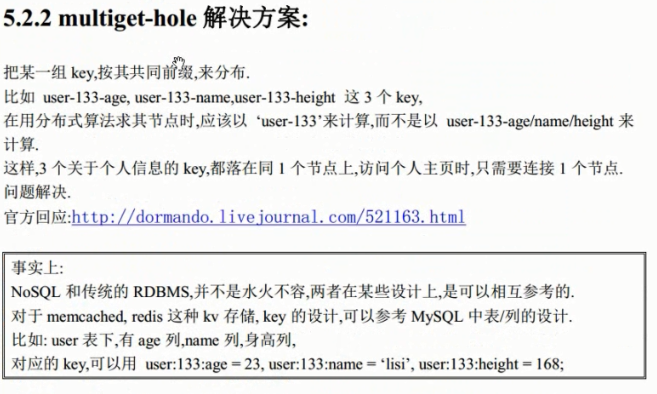 5.2.2 multiget-hole 解决方案:
把某一组 key,按其共同前缀,来分布.
比如 user-133-age, user-133-name,user-133-height 这 3 个 key,
在用分布式算法求其节点时,应该以 ‘user-133’来计算,而不是以 user-133-age/name/height 来
计算.
这样,3 个关于个人信息的 key,都落在同 1 个节点上,访问个人主页时,只需要连接 1 个节点.
问题解决.
官方回应:http://dormando.livejournal.com/521163.html
事实上:
NoSQL 和传统的 RDBMS,并不是水火不容,两者在某些设计上,是可以相互参考的.
对于 memcached, redis 这种 kv 存储, key 的设计,可以参考 MySQL 中表/列的设计.
比如: user 表下,有 age 列,name 列,身高列,
对应的 key,可以用 user:133:age = 23, user:133:name = ‘lisi’, user:133:height = 168;